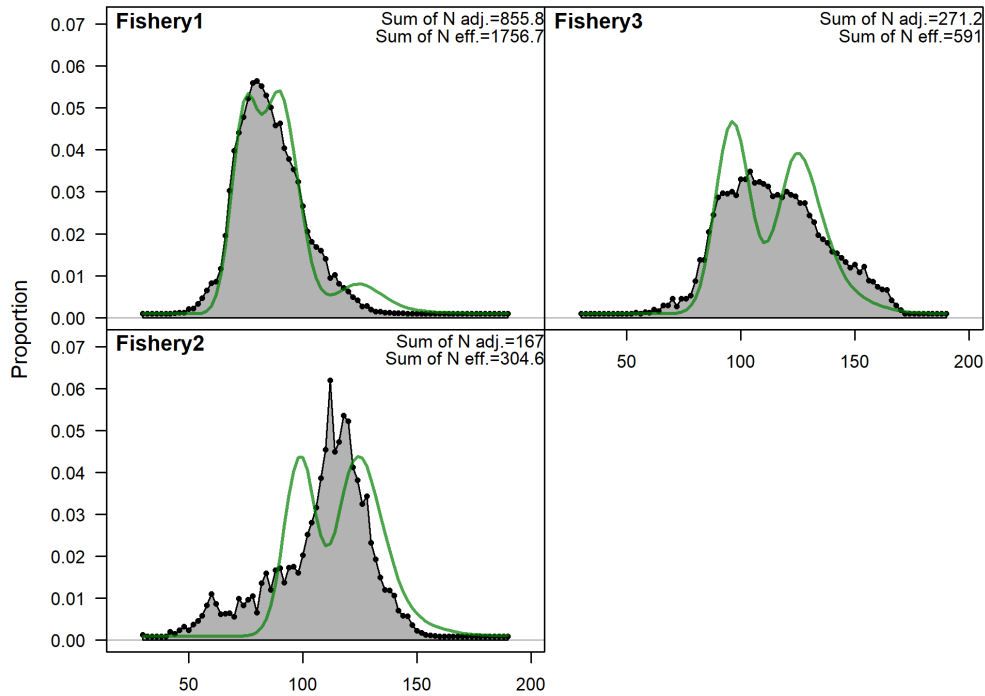 Fishery1
Sum of N adj.=855.8
Sum of N eff.=1756.7
Fishery3
Sum of N adj.=271.2
Sum of N eff.=591
0.07
0.06
0.05
0.04
0.03
0.02
0.01
0.00
50 100 150 200
Fishery2
Sum of N adj.=167
Sum of N eff.=304.6
0.07
0.06
0.05
0.04
0.03
0.02
0.01
0.00
50 100 150 200
Proportion